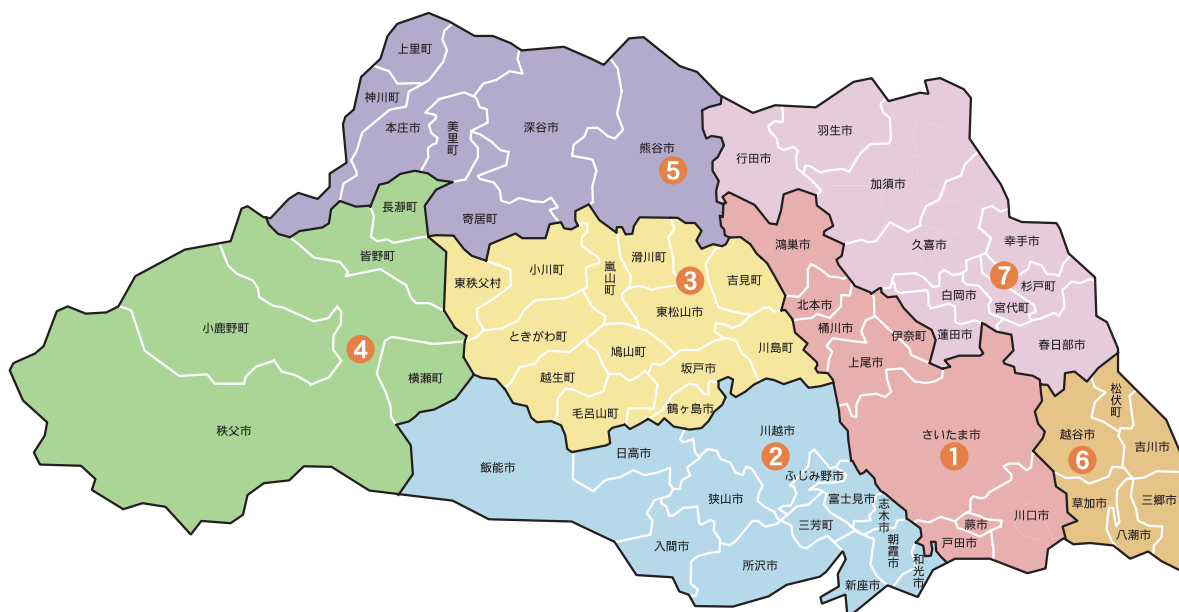 上里町
神川町
本庄市
美里町
深谷市
熊谷市
5
寄居町
行田市
羽生市
加須市
久喜市
幸手市
7
杉戸町
白岡市
宮代町
蓮田市
春日部市
長瀞町
皆野町
小鹿野町
4
横瀬町
秩父市
東秩父村
小川町
嵐山町
滑川町
3
吉見町
東松山市
ときがわ町
鳩山町
川島町
坂戸市
越生町
毛呂山町
鶴ヶ島市
鴻巣市
北本市
桶川市
伊奈町
上尾市
さいたま市
1
川口市
蕨市
戸田市
川越市
2
日高市
飯能市
ふじみ野市
狭山市
富士見市
志木市
三芳町
朝霞市
入間市
所沢市
和光市
新座市
松伏町
越谷市
6
吉川市
草加市
三郷市
八潮市